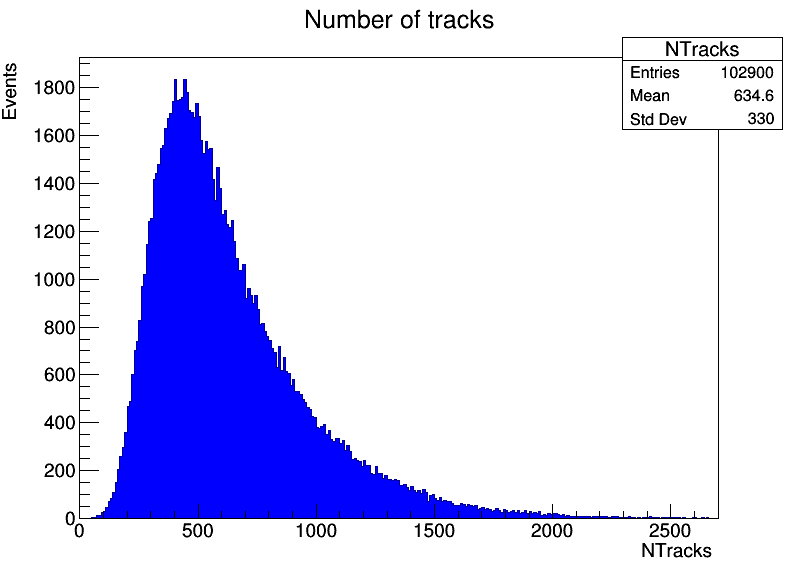 Number of tracks
NTracks
Entries 102900
Mean 634.6
Std Dev 330
Events
1800
1600
1400
1200
1000
800
600
400
200
0
0 500 1000 1500 2000 2500
NTracks